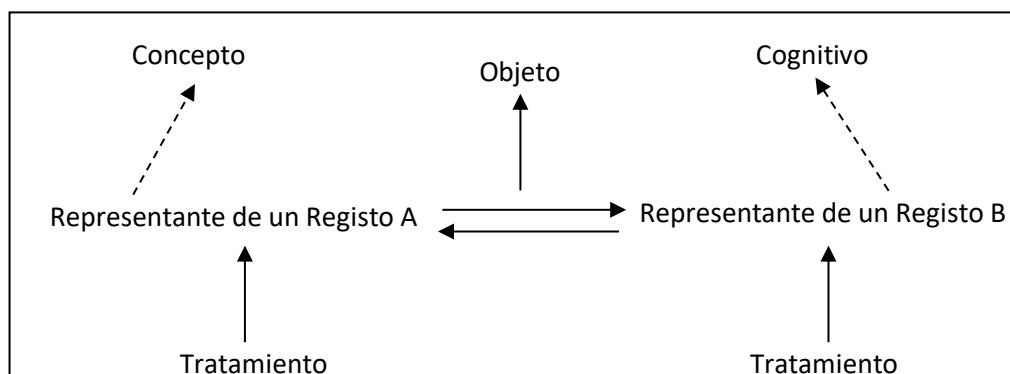 Concepto
Objeto
Cognitivo
Representante de un Registo A
Representante de un Registo B
Tratamiento
Tratamiento